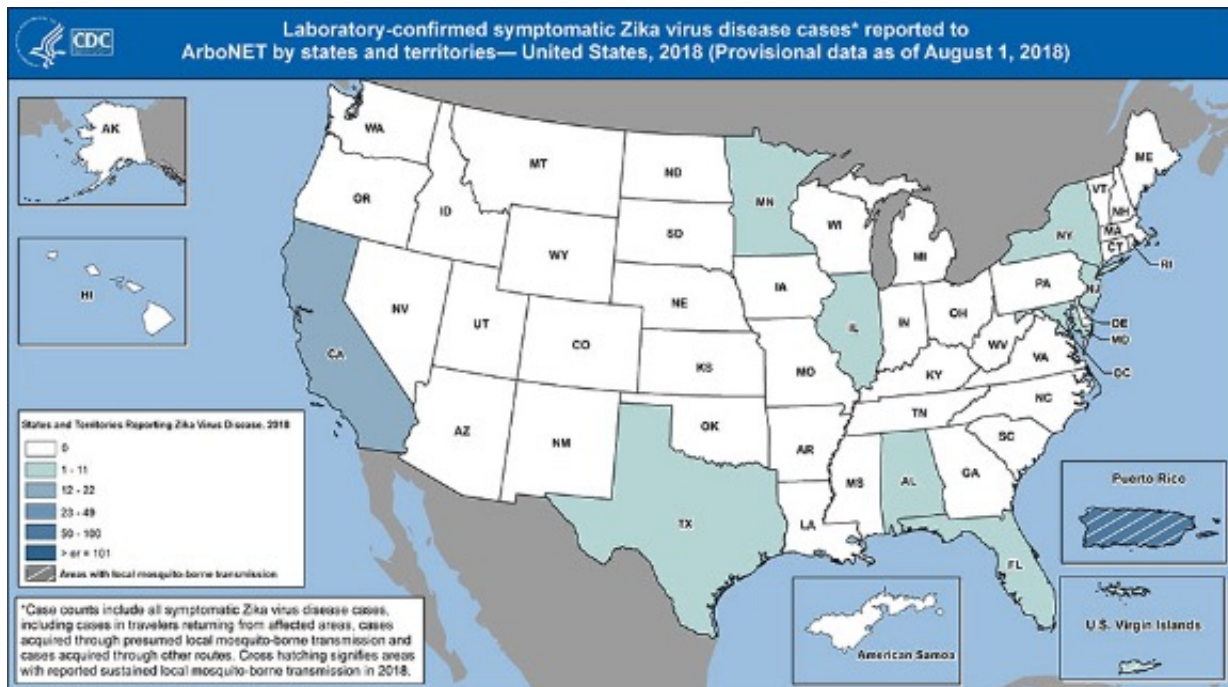 CDC
Laboratory-confirmed symptomatic Zika virus disease cases* reported to
ArboNET by states and territories— United States, 2018 (Provisional data as of August 1, 2018)
AK
HI
WA
OR
CA
ID
NV
MT
WY
UT
AZ
CO
NM
ND
SD
NE
KS
OK
TX
MN
IA
MO
AR
LA
WI
IL
MI
IN
OH
KY
TN
MS
AL
GA
FL
SC
NC
VA
WV
PA
NY
NJ
VT
NH
ME
MA
CT
RI
DE
MD
DC
States and Territories Reporting Zika Virus Disease, 2018
0
1 - 11
12 - 22
23 - 49
50 - 100
> or = 101
Areas with local mosquito-borne transmission
*Case counts include all symptomatic Zika virus disease cases,
including cases in travelers returning from affected areas, cases
acquired through presumed local mosquito-borne transmission and
cases acquired through other routes. Cross hatching signifies areas
with reported sustained local mosquito-borne transmission in 2018.
American Samoa
Puerto Rico
U.S. Virgin Islands